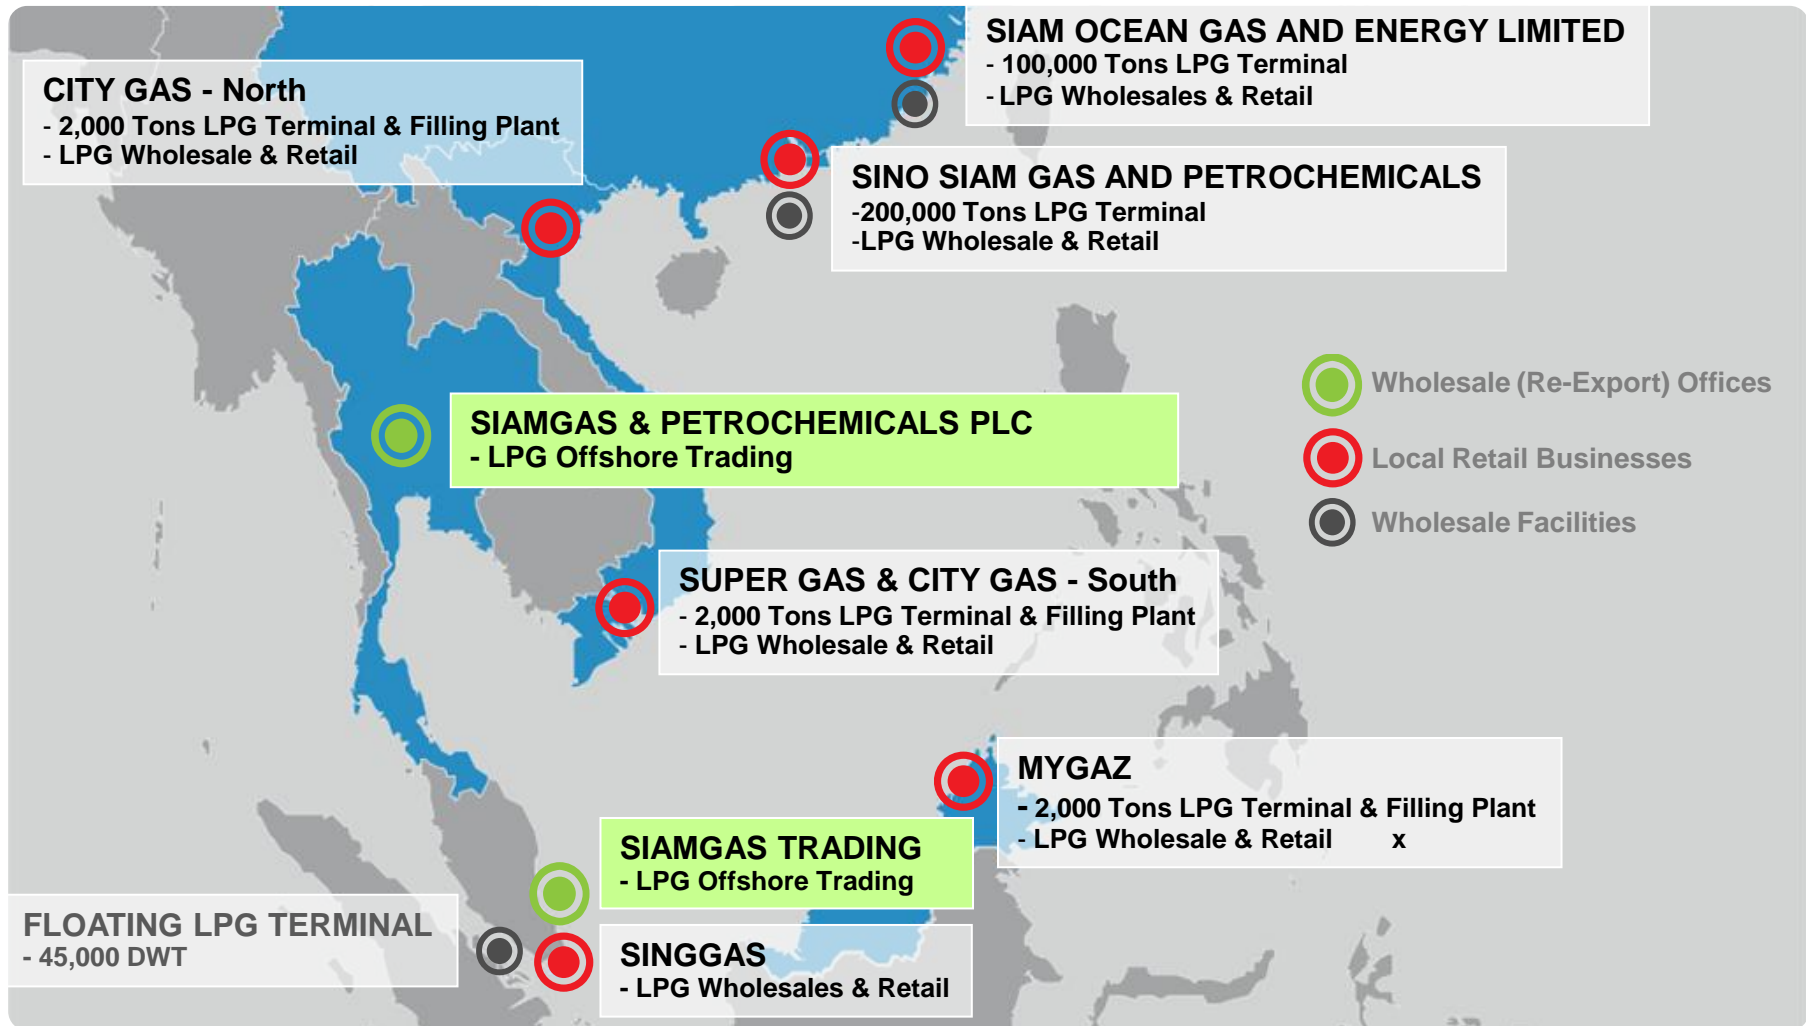 SIAM OCEAN GAS AND ENERGY LIMITED
- 100,000 Tons LPG Terminal
- LPG Wholesales & Retail
CITY GAS - North
- 2,000 Tons LPG Terminal & Filling Plant
- LPG Wholesale & Retail
SINO SIAM GAS AND PETROCHEMICALS
-200,000 Tons LPG Terminal
-LPG Wholesale & Retail
Wholesale (Re-Export) Offices
Local Retail Businesses
Wholesale Facilities
SIAMGAS & PETROCHEMICALS PLC
- LPG Offshore Trading
SUPER GAS & CITY GAS - South
- 2,000 Tons LPG Terminal & Filling Plant
- LPG Wholesale & Retail
MYGAZ
- 2,000 Tons LPG Terminal & Filling Plant
- LPG Wholesale & Retail x
SIAMGAS TRADING
- LPG Offshore Trading
FLOATING LPG TERMINAL
- 45,000 DWT
SINGGAS
- LPG Wholesales & Retail